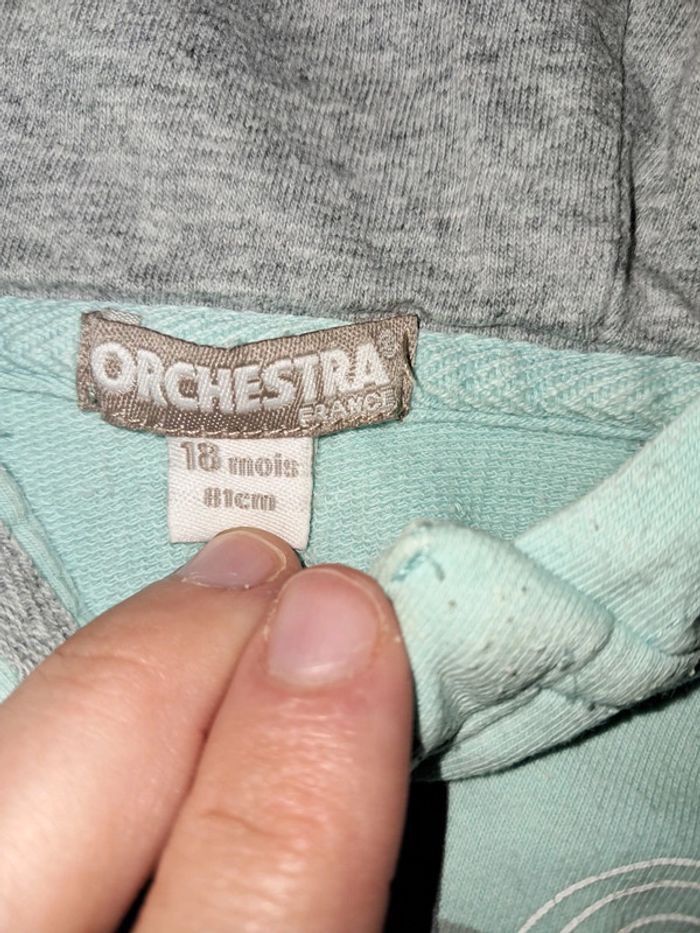 ORCHESTRA®
FRANCE
18 mois
81cm